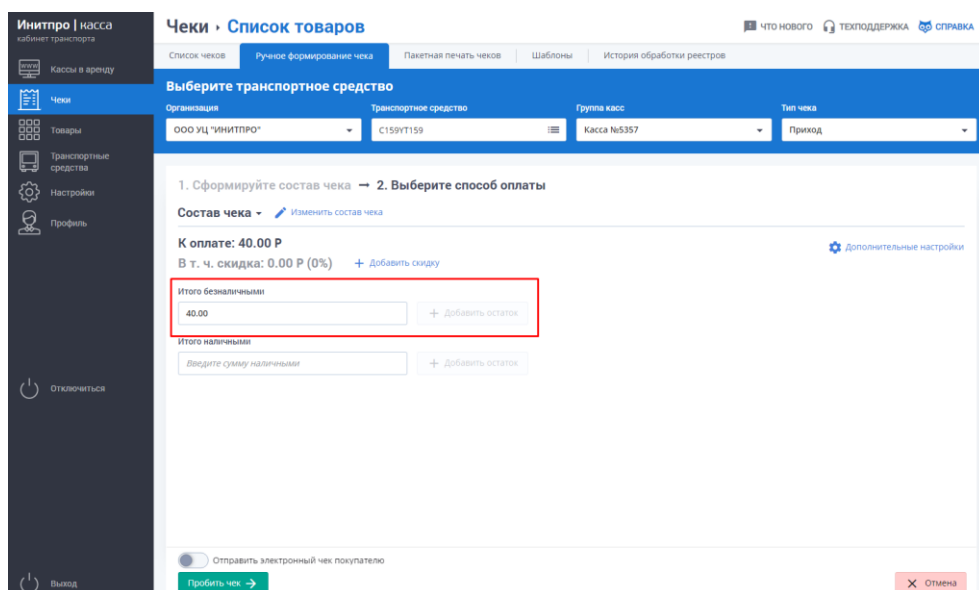 Инитпро | касса
кабинет транспорта
Кассы в аренду
Чеки
Товары
Транспортные
средства
Настройки
Профиль
Отключиться
Выход
Чеки › Список товаров
ЧТО НОВОГО ТЕХПОДДЕРЖКА СПРАВКА
Список чеков Ручное формирование чека Пакетная печать чеков Шаблоны История обработки реестров
Выберите транспортное средство
Организация Транспортное средство Группа касс Тип чека
ООО УЦ "ИНИТПРО" С159УТ159 Касса №5357 Приход
1. Сформируйте состав чека → 2. Выберите способ оплаты
Состав чека Изменить состав чека
К оплате: 40.00 Р
Дополнительные настройки
В т. ч. скидка: 0.00 Р (0%) + Добавить скидку
Итого безналичными
40.00 + Добавить остаток
Итого наличными
Введите сумму наличными + Добавить остаток
Отправить электронный чек покупателю
Пробить чек → X Отмена